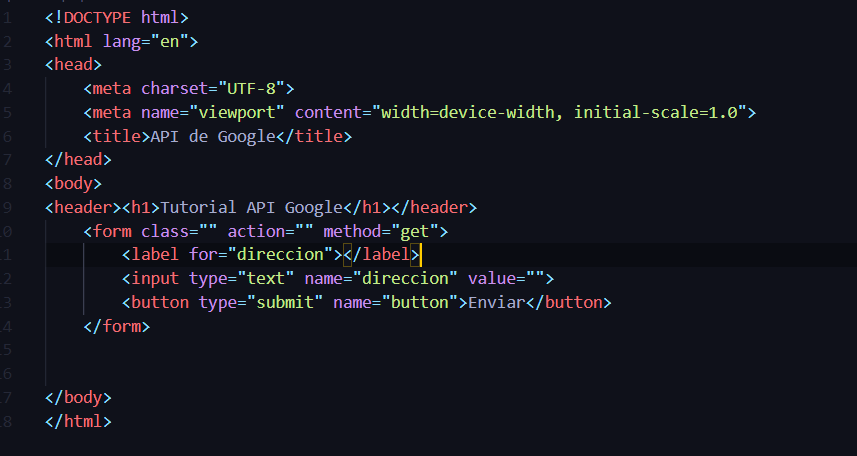 1 <!DOCTYPE html>
2 <html lang="en">
3 <head>
4 <meta charset="UTF-8">
5 <meta name="viewport" content="width=device-width, initial-scale=1.0">
6 <title>API de Google</title>
7 </head>
8 <body>
9 <header><h1>Tutorial API Google</h1></header>
10 <form class="" action="" method="get">
11 <label for="direccion"></label>
12 <input type="text" name="direccion" value="">
13 <button type="submit" name="button">Enviar</button>
14 </form>
15
16
17 </body>
18 </html>